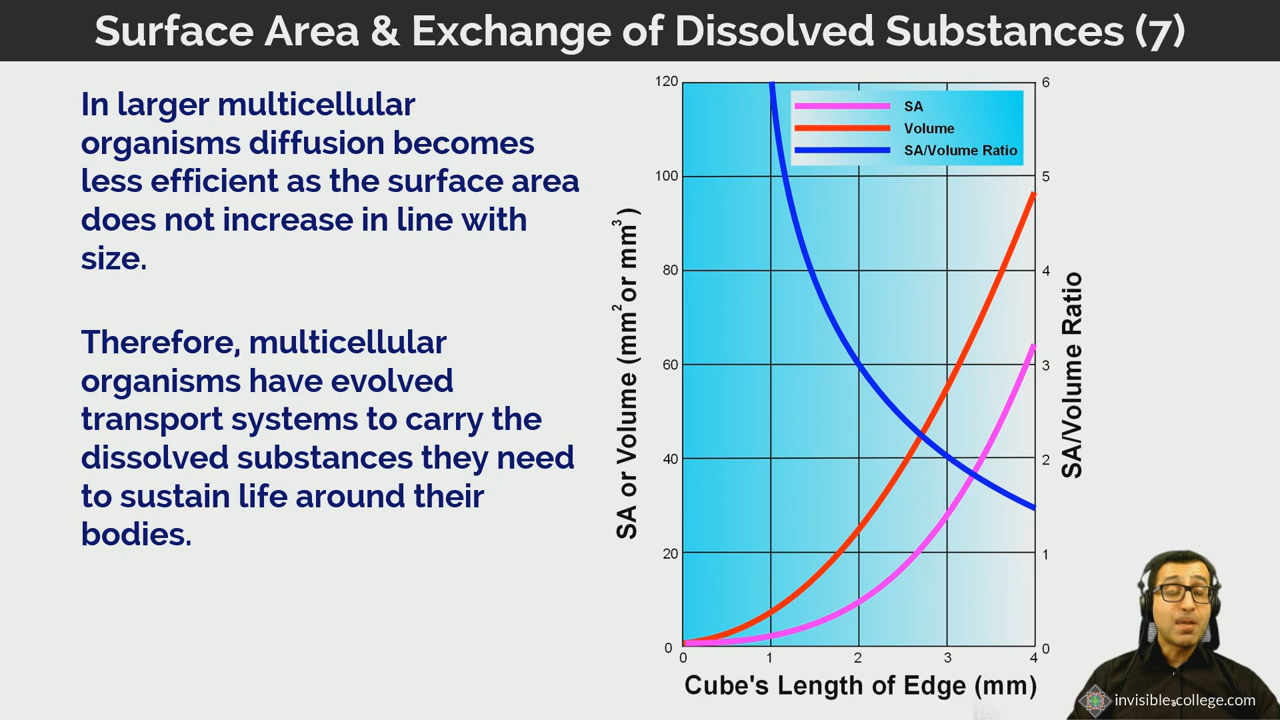 Surface Area & Exchange of Dissolved Substances (7)
In larger multicellular
organisms diffusion becomes
less efficient as the surface area
does not increase in line with
size.
Therefore, multicellular
organisms have evolved
transport systems to carry the
dissolved substances they need
to sustain life around their
bodies.
SA or Volume (mm² or mm³)
120
100
80
60
40
20
0
SA
Volume
SA/Volume Ratio
6
5
4
3
2
1
0
SA/Volume Ratio
0 1 2 3 4
Cube's Length of Edge (mm)
invisible-college.com